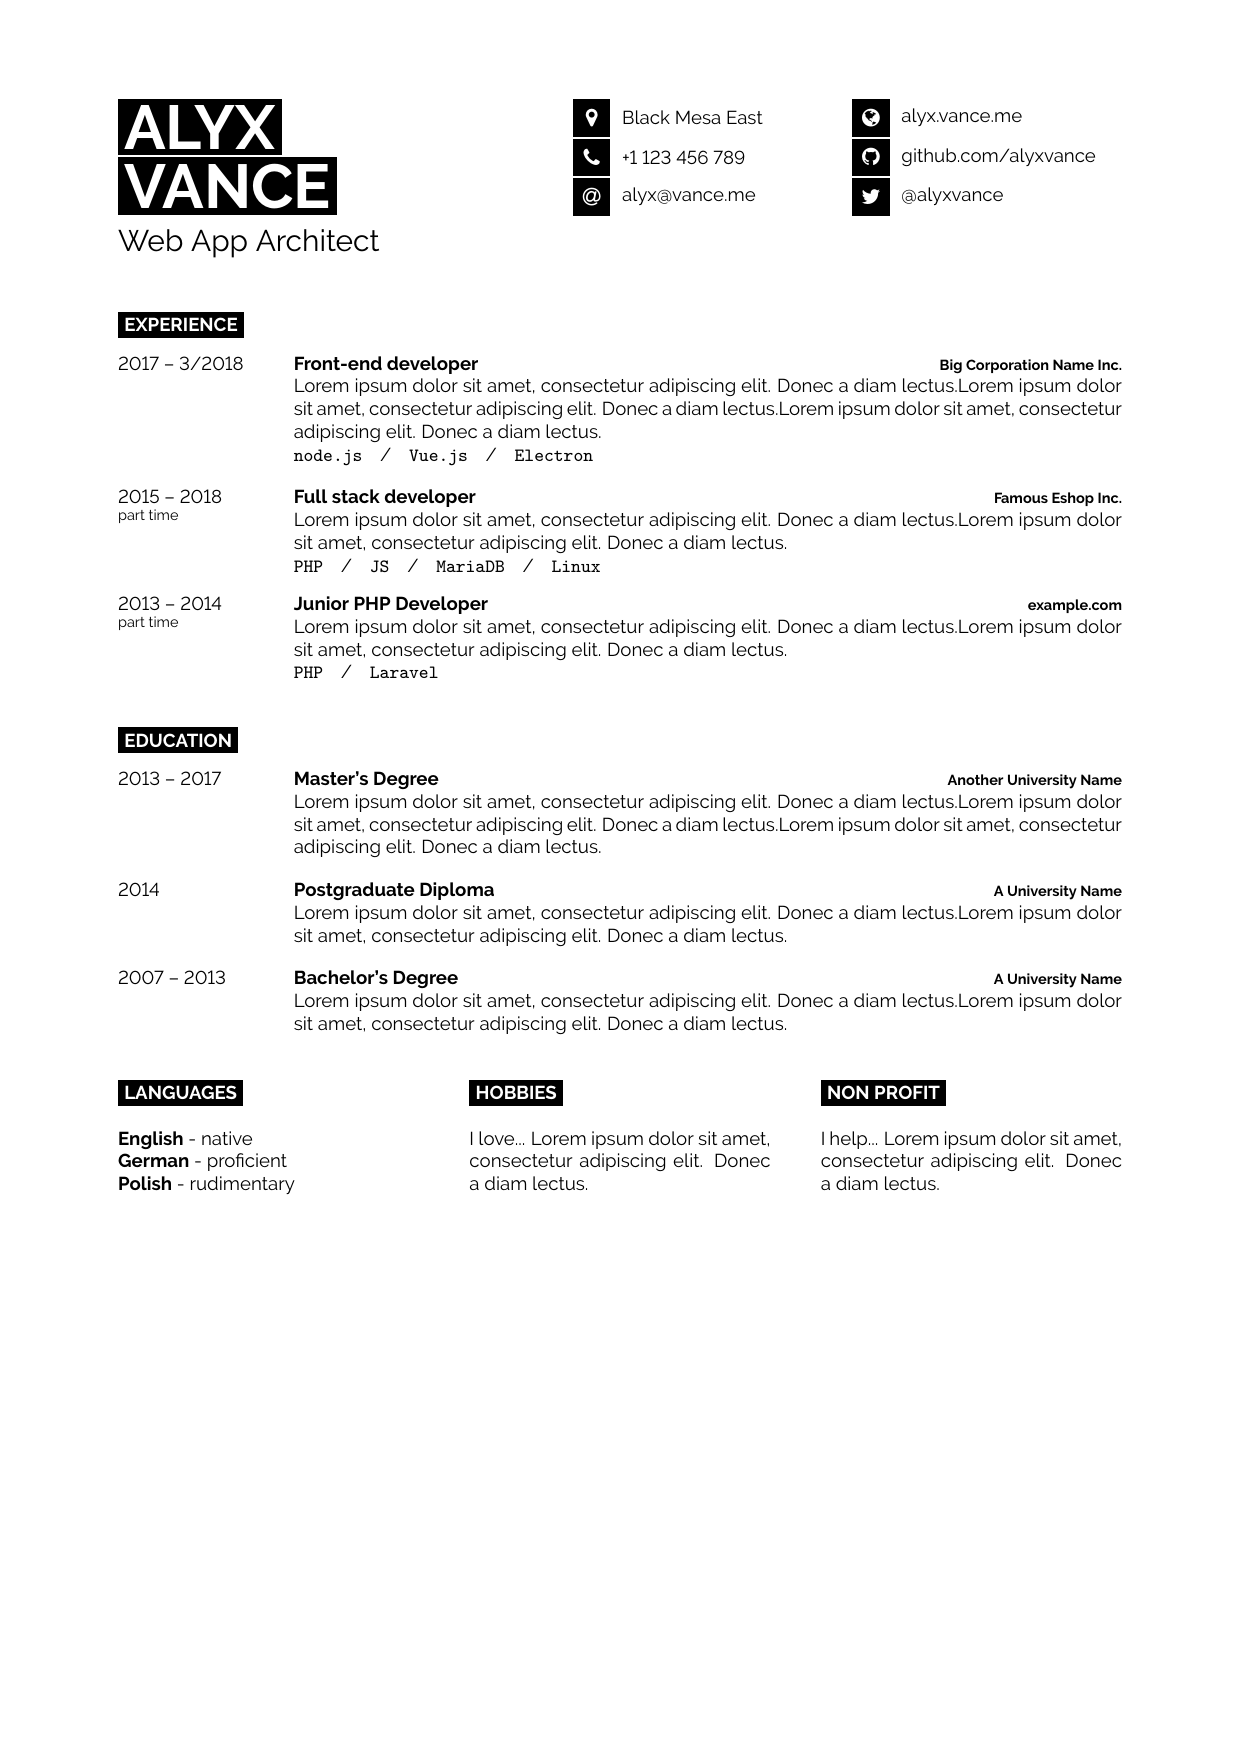 ALYX
VANCE
Web App Architect
Black Mesa East
+1 123 456 789
alyx@vance.me
alyx.vance.me
github.com/alyxvance
@alyxvance
EXPERIENCE
2017 – 3/2018
Front-end developer
Big Corporation Name Inc.
Lorem ipsum dolor sit amet, consectetur adipiscing elit. Donec a diam lectus.Lorem ipsum dolor
sit amet, consectetur adipiscing elit. Donec a diam lectus.Lorem ipsum dolor sit amet, consectetur
adipiscing elit. Donec a diam lectus.
node.js / Vue.js / Electron
2015 – 2018
part time
Full stack developer
Famous Eshop Inc.
Lorem ipsum dolor sit amet, consectetur adipiscing elit. Donec a diam lectus.Lorem ipsum dolor
sit amet, consectetur adipiscing elit. Donec a diam lectus.
PHP / JS / MariaDB / Linux
2013 – 2014
part time
Junior PHP Developer
example.com
Lorem ipsum dolor sit amet, consectetur adipiscing elit. Donec a diam lectus.Lorem ipsum dolor
sit amet, consectetur adipiscing elit. Donec a diam lectus.
PHP / Laravel
EDUCATION
2013 – 2017
Master’s Degree
Another University Name
Lorem ipsum dolor sit amet, consectetur adipiscing elit. Donec a diam lectus.Lorem ipsum dolor
sit amet, consectetur adipiscing elit. Donec a diam lectus.Lorem ipsum dolor sit amet, consectetur
adipiscing elit. Donec a diam lectus.
2014
Postgraduate Diploma
A University Name
Lorem ipsum dolor sit amet, consectetur adipiscing elit. Donec a diam lectus.Lorem ipsum dolor
sit amet, consectetur adipiscing elit. Donec a diam lectus.
2007 – 2013
Bachelor’s Degree
A University Name
Lorem ipsum dolor sit amet, consectetur adipiscing elit. Donec a diam lectus.Lorem ipsum dolor
sit amet, consectetur adipiscing elit. Donec a diam lectus.
LANGUAGES
English - native
German - proficient
Polish - rudimentary
HOBBIES
I love... Lorem ipsum dolor sit amet,
consectetur adipiscing elit. Donec
a diam lectus.
NON PROFIT
I help... Lorem ipsum dolor sit amet,
consectetur adipiscing elit. Donec
a diam lectus.